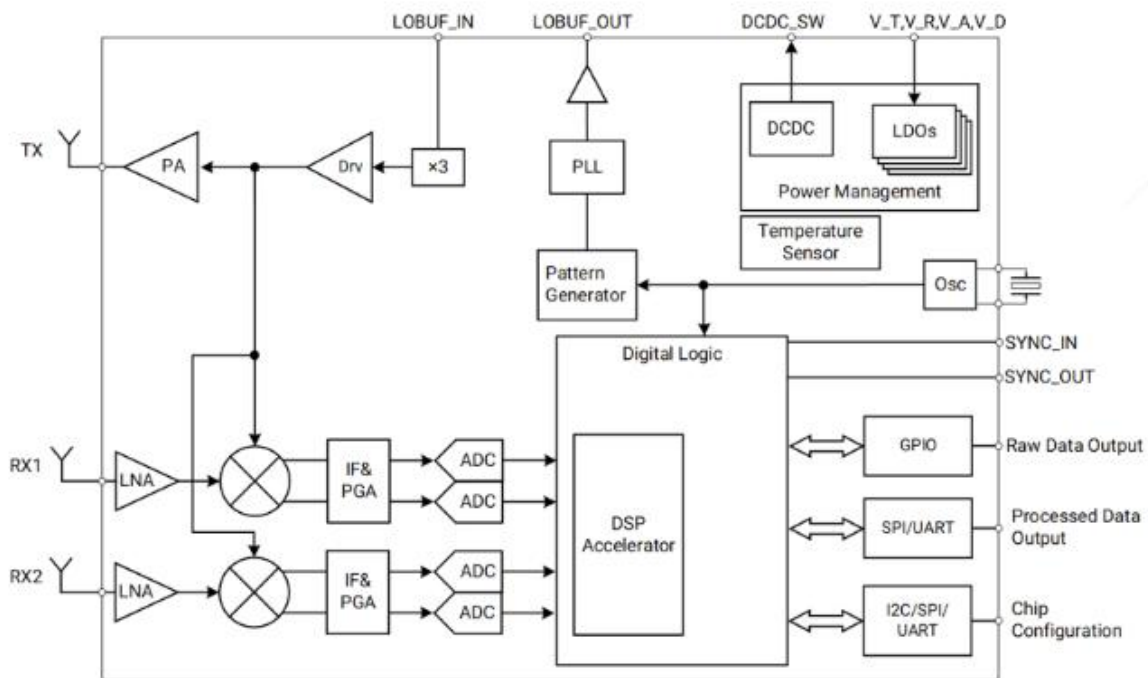 LOBUF_IN
LOBUF_OUT
DCDC_SW
V_T,V_R,V_A,V_D
TX
PA
Drv
×3
PLL
DCDC
LDOs
Power Management
Temperature
Sensor
Pattern
Generator
Osc
Digital Logic
SYNC_IN
SYNC_OUT
RX1
LNA
IF&
PGA
ADC
ADC
GPIO
Raw Data Output
DSP
Accelerator
SPI/UART
Processed Data
Output
RX2
LNA
IF&
PGA
ADC
ADC
I2C/SPI/
UART
Chip
Configuration